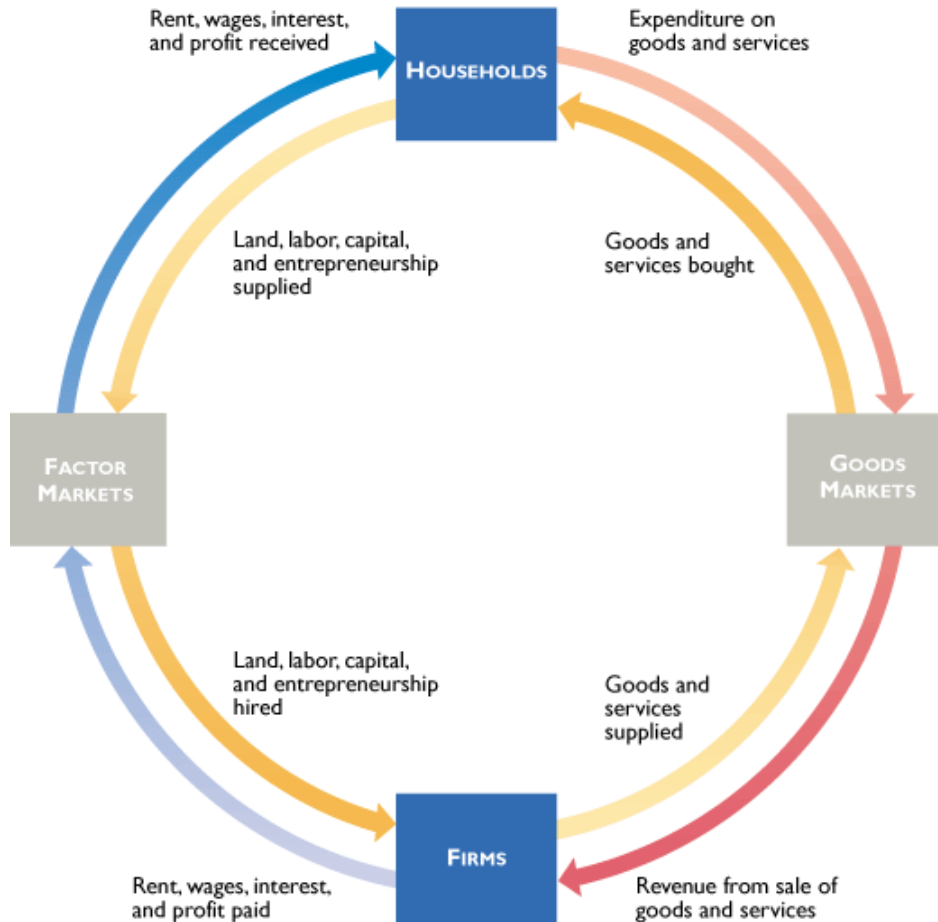 Rent, wages, interest,
and profit received
Expenditure on
goods and services
HOUSEHOLDS
Land, labor, capital,
and entrepreneurship
supplied
Goods and
services bought
FACTOR
MARKETS
GOODS
MARKETS
Land, labor, capital,
and entrepreneurship
hired
Goods and
services
supplied
FIRMS
Rent, wages, interest,
and profit paid
Revenue from sale of
goods and services